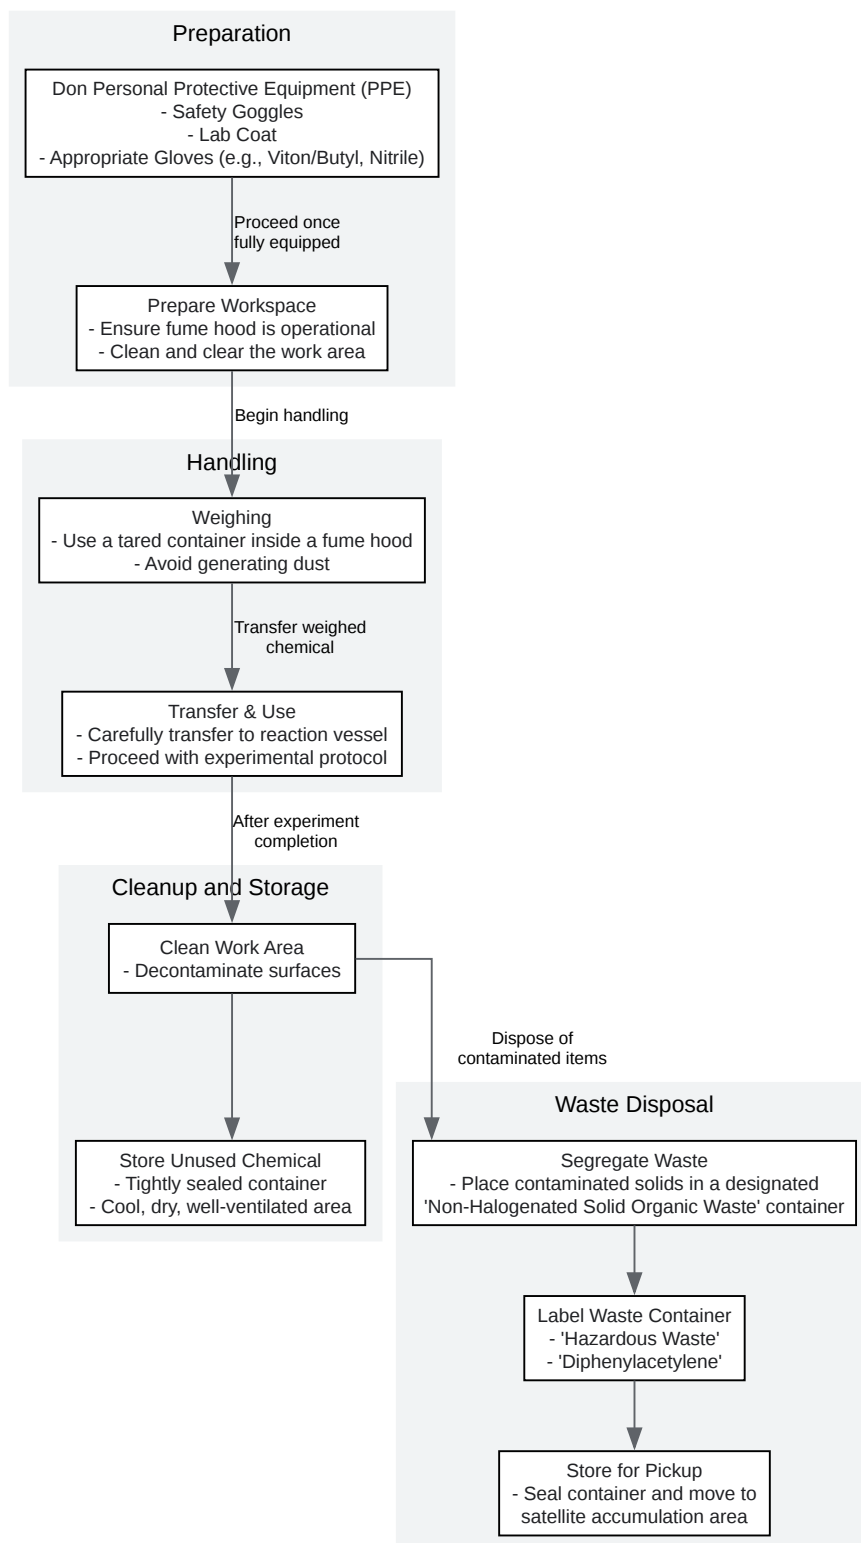 Preparation
Don Personal Protective Equipment (PPE)
- Safety Goggles
- Lab Coat
- Appropriate Gloves (e.g., Viton/Butyl, Nitrile)
Proceed once
fully equipped
Prepare Workspace
- Ensure fume hood is operational
- Clean and clear the work area
Begin handling
Handling
Weighing
- Use a tared container inside a fume hood
- Avoid generating dust
Transfer weighed
chemical
Transfer & Use
- Carefully transfer to reaction vessel
- Proceed with experimental protocol
After experiment
completion
Cleanup and Storage
Clean Work Area
- Decontaminate surfaces
Dispose of
contaminated items
Store Unused Chemical
- Tightly sealed container
- Cool, dry, well-ventilated area
Waste Disposal
Segregate Waste
- Place contaminated solids in a designated
'Non-Halogenated Solid Organic Waste' container
Label Waste Container
- 'Hazardous Waste'
- 'Diphenylacetylene'
Store for Pickup
- Seal container and move to
satellite accumulation area